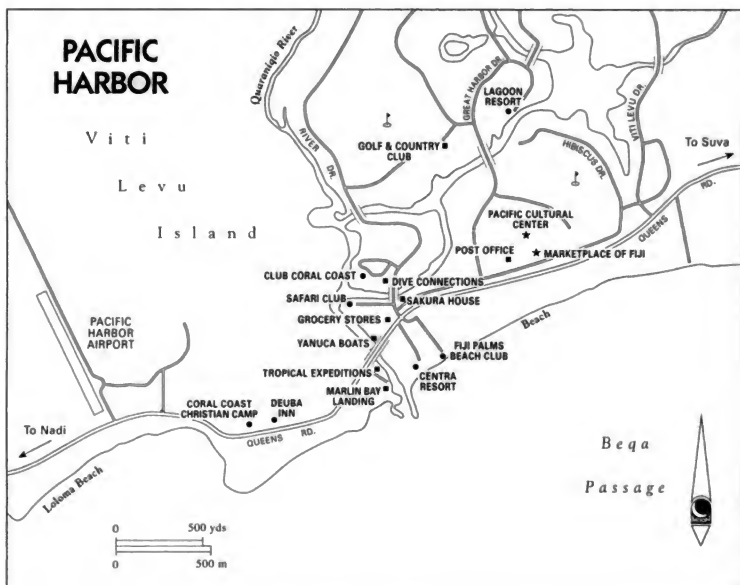 PACIFIC
HARBOR
Quaraniqio River
RIVER
DR.
GREAT HARBOR DR.
LAGOON
RESORT
VITI LEVU DR.
GOLF & COUNTRY
CLUB
To Suva
HIBISCUS DR.
Viti
Levu
Island
PACIFIC CULTURAL
CENTER
QUEENS
RD.
POST OFFICE
MARKETPLACE OF FIJI
CLUB CORAL COAST
DIVE CONNECTIONS
SAFARI CLUB
SAKURA HOUSE
GROCERY STORES
Beach
PACIFIC
HARBOR
AIRPORT
YANUCA BOATS
FIJI PALMS
BEACH CLUB
TROPICAL EXPEDITIONS
CENTRA
RESORT
MARLIN BAY
LANDING
CORAL COAST
CHRISTIAN CAMP
DEUBA
INN
To Nadi
QUEENS
RD.
Beqa
Passage
Loloma Beach
0 500 yds
0 500 m